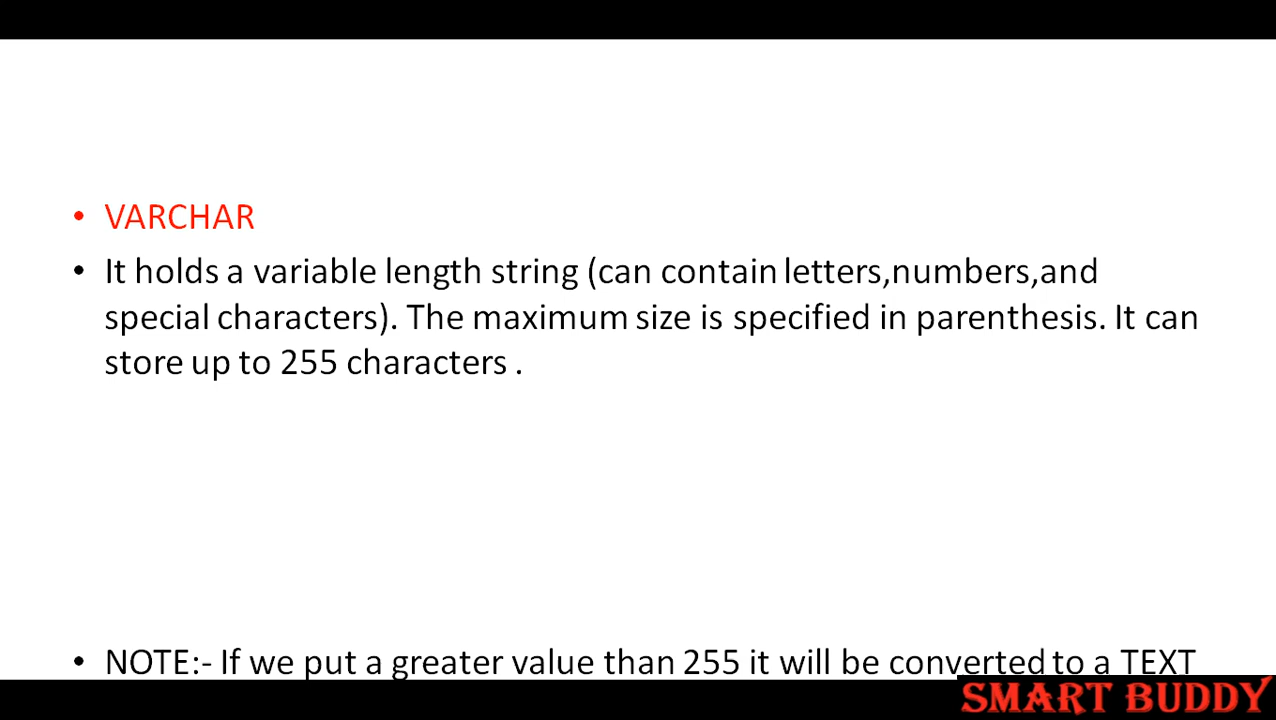 • VARCHAR
• It holds a variable length string (can contain letters,numbers,and
special characters). The maximum size is specified in parenthesis. It can
store up to 255 characters .
• NOTE:- If we put a greater value than 255 it will be converted to a TEXT
SMART BUDDY